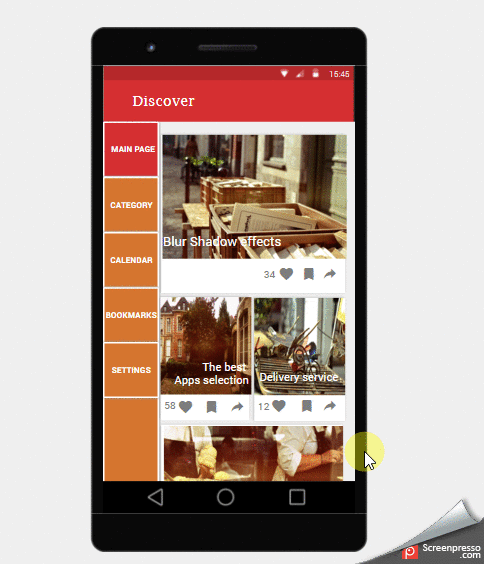 15:45
Discover
MAIN PAGE
CATEGORY
CALENDAR
BOOKMARKS
SETTINGS
Blur Shadow effects
34
The best
Apps selection
58
Delivery service
12
Screenpresso
.com